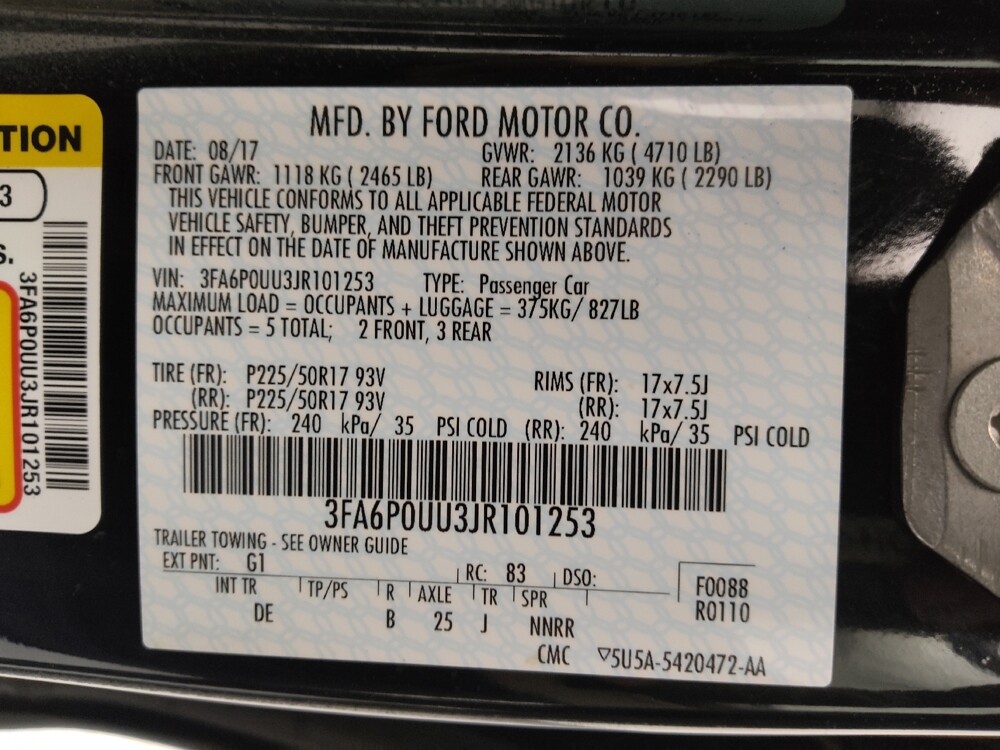 TION
3
S.
3FA6P0UU3JR101253
MFD. BY FORD MOTOR CO.
DATE: 08/17 GVWR: 2136 KG ( 4710 LB)
FRONT GAWR: 1118 KG ( 2465 LB) REAR GAWR: 1039 KG ( 2290 LB)
THIS VEHICLE CONFORMS TO ALL APPLICABLE FEDERAL MOTOR
VEHICLE SAFETY, BUMPER, AND THEFT PREVENTION STANDARDS
IN EFFECT ON THE DATE OF MANUFACTURE SHOWN ABOVE.
VIN: 3FA6P0UU3JR101253 TYPE: Passenger Car
MAXIMUM LOAD = OCCUPANTS + LUGGAGE = 375KG/ 827LB
OCCUPANTS = 5 TOTAL; 2 FRONT, 3 REAR
TIRE (FR): P225/50R17 93V RIMS (FR): 17x7.5J
(RR): P225/50R17 93V (RR): 17x7.5J
PRESSURE (FR): 240 kPa/ 35 PSI COLD (RR): 240 kPa/ 35 PSI COLD
3FA6P0UU3JR101253
TRAILER TOWING - SEE OWNER GUIDE
EXT PNT: G1 RC: 83 DSO: F0088
INT TR TP/PS R AXLE TR SPR R0110
DE B 25 J NNRR
CMC ▽5U5A-5420472-AA